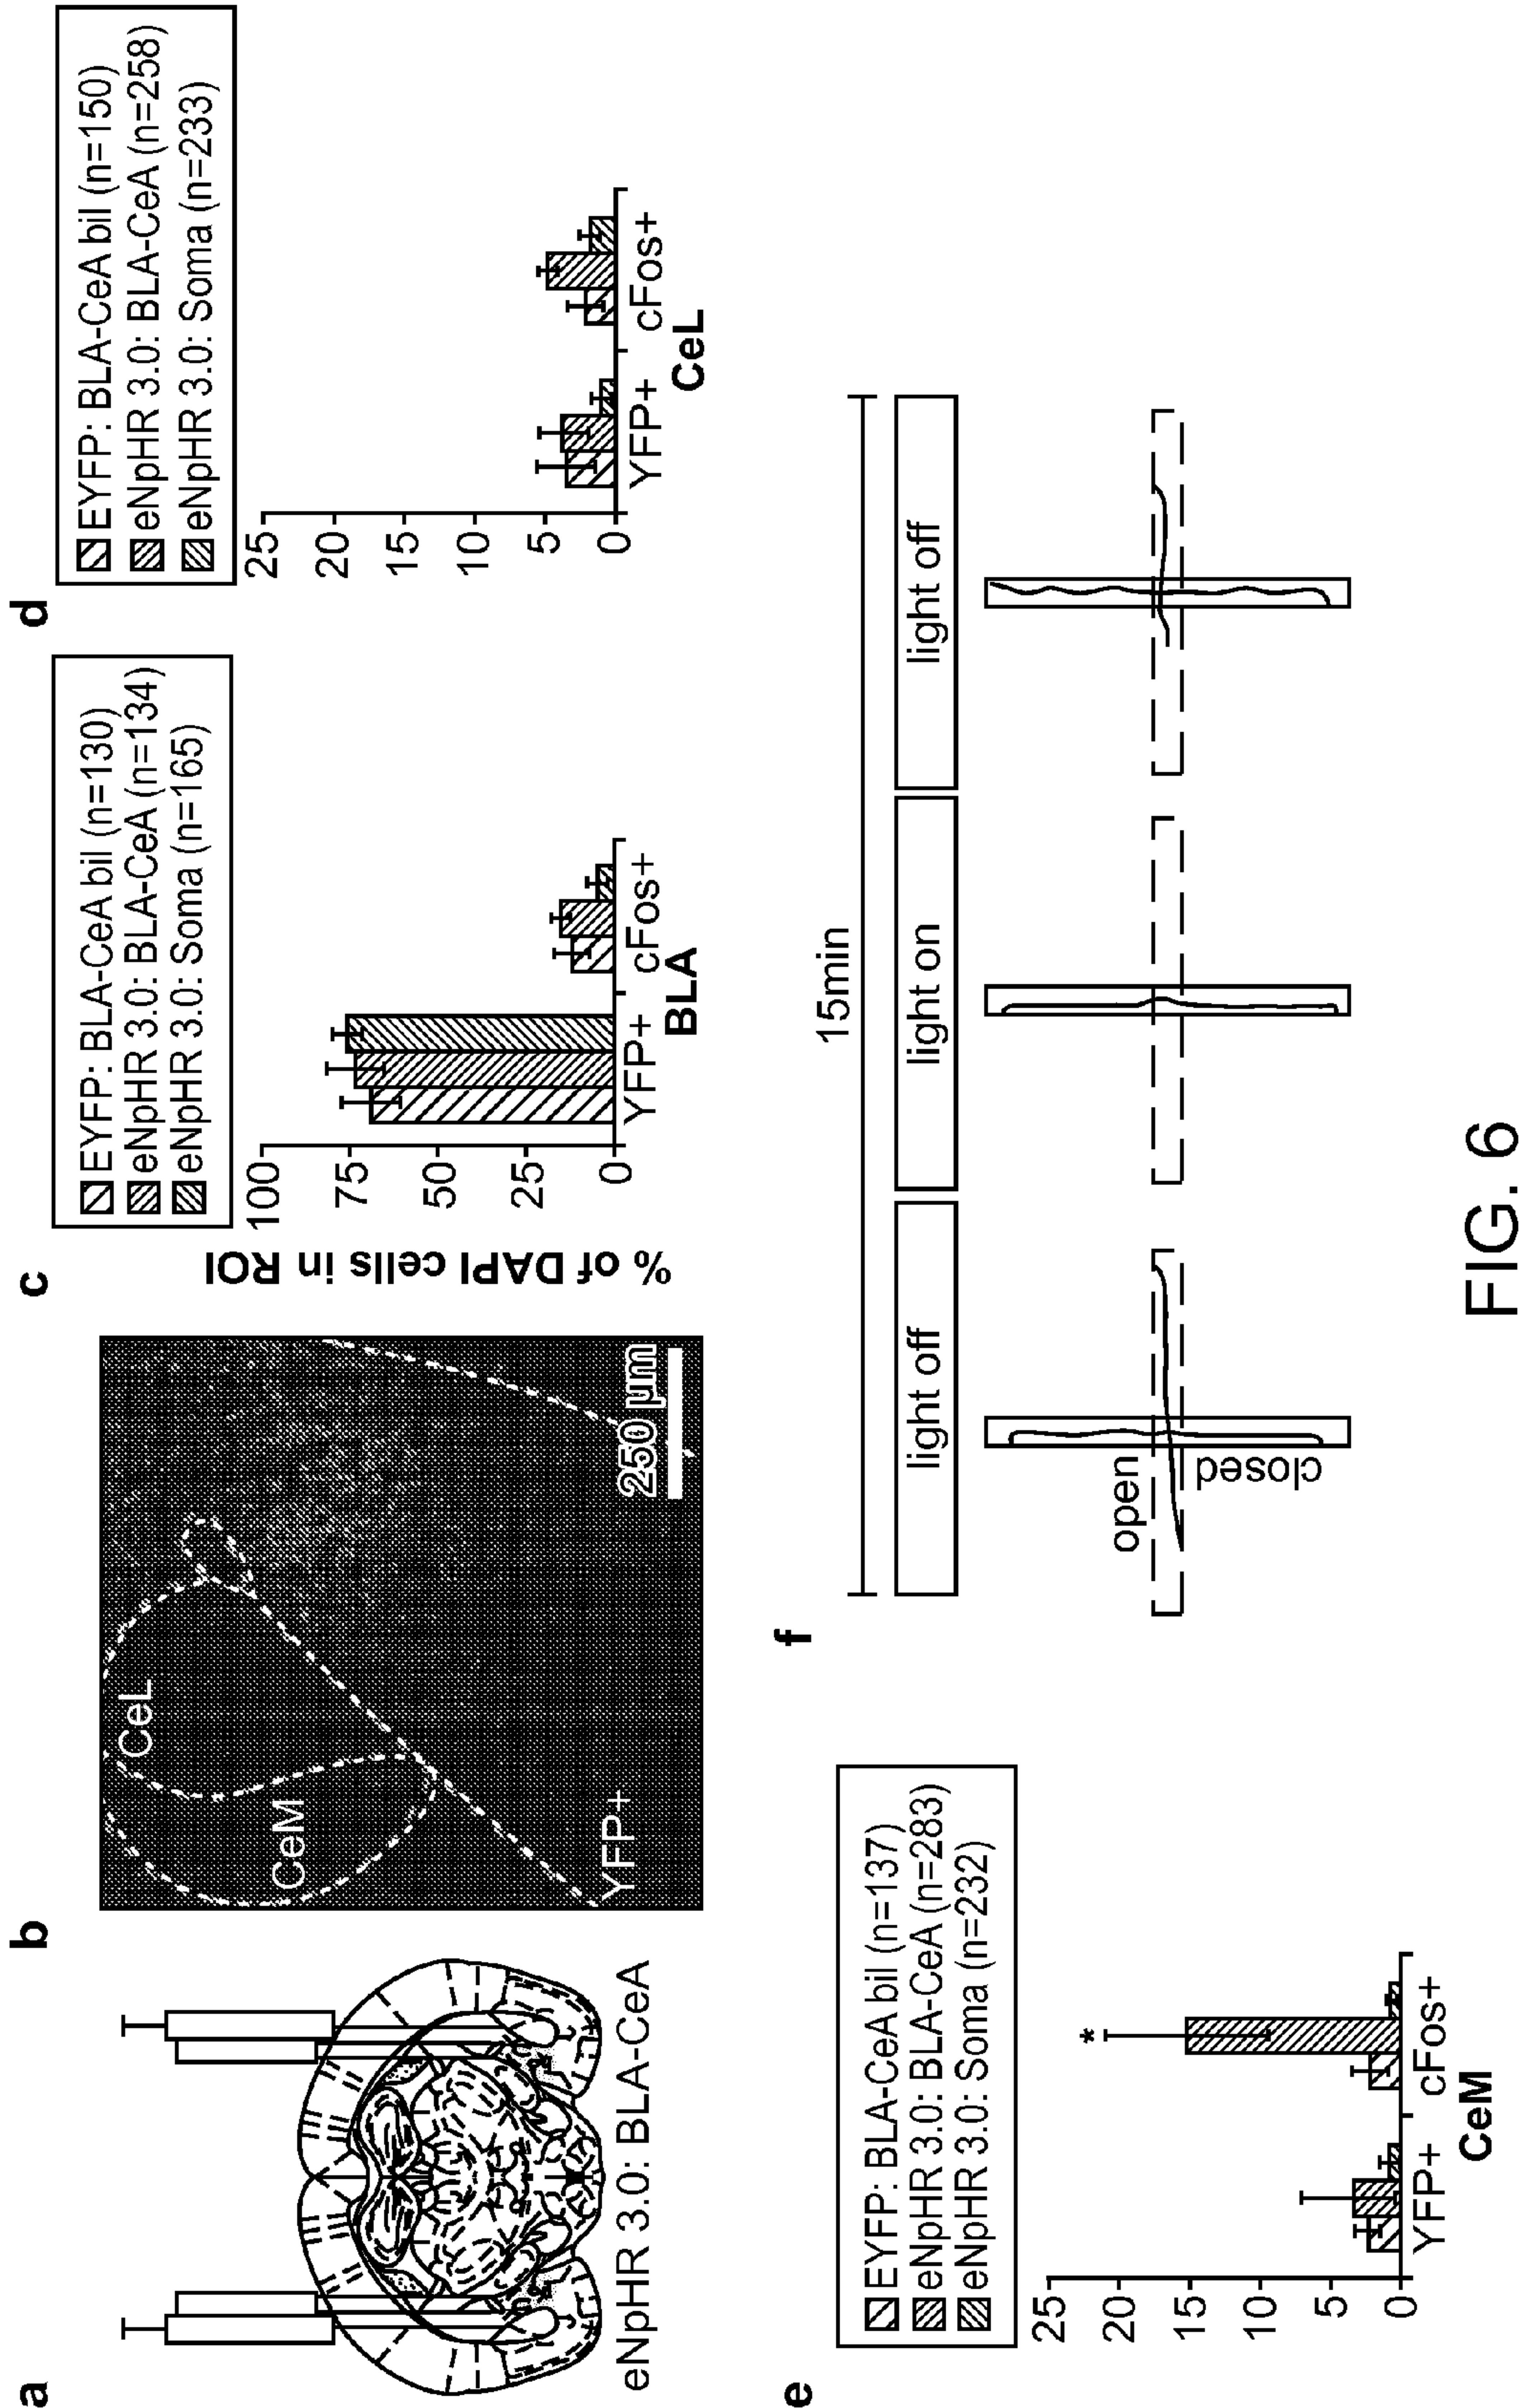 a
eNpHR 3.0: BLA-CeA
b
CeL
CeM
YFP+
250 µm
c
EYFP: BLA-CeA bil (n=130)
eNpHR 3.0: BLA-CeA (n=134)
eNpHR 3.0: Soma (n=165)
% of DAPI cells in ROI
100
75
50
25
0
YFP+ cFos+
BLA
d
EYFP: BLA-CeA bil (n=150)
eNpHR 3.0: BLA-CeA (n=258)
eNpHR 3.0: Soma (n=233)
25
20
15
10
5
0
YFP+ cFos+
CeL
e
EYFP: BLA-CeA bil (n=137)
eNpHR 3.0: BLA-CeA (n=283)
eNpHR 3.0: Soma (n=232)
25
20
15
10
5
0
*
YFP+ cFos+
CeM
f
15min
light off light on light off
open
closed
FIG. 6